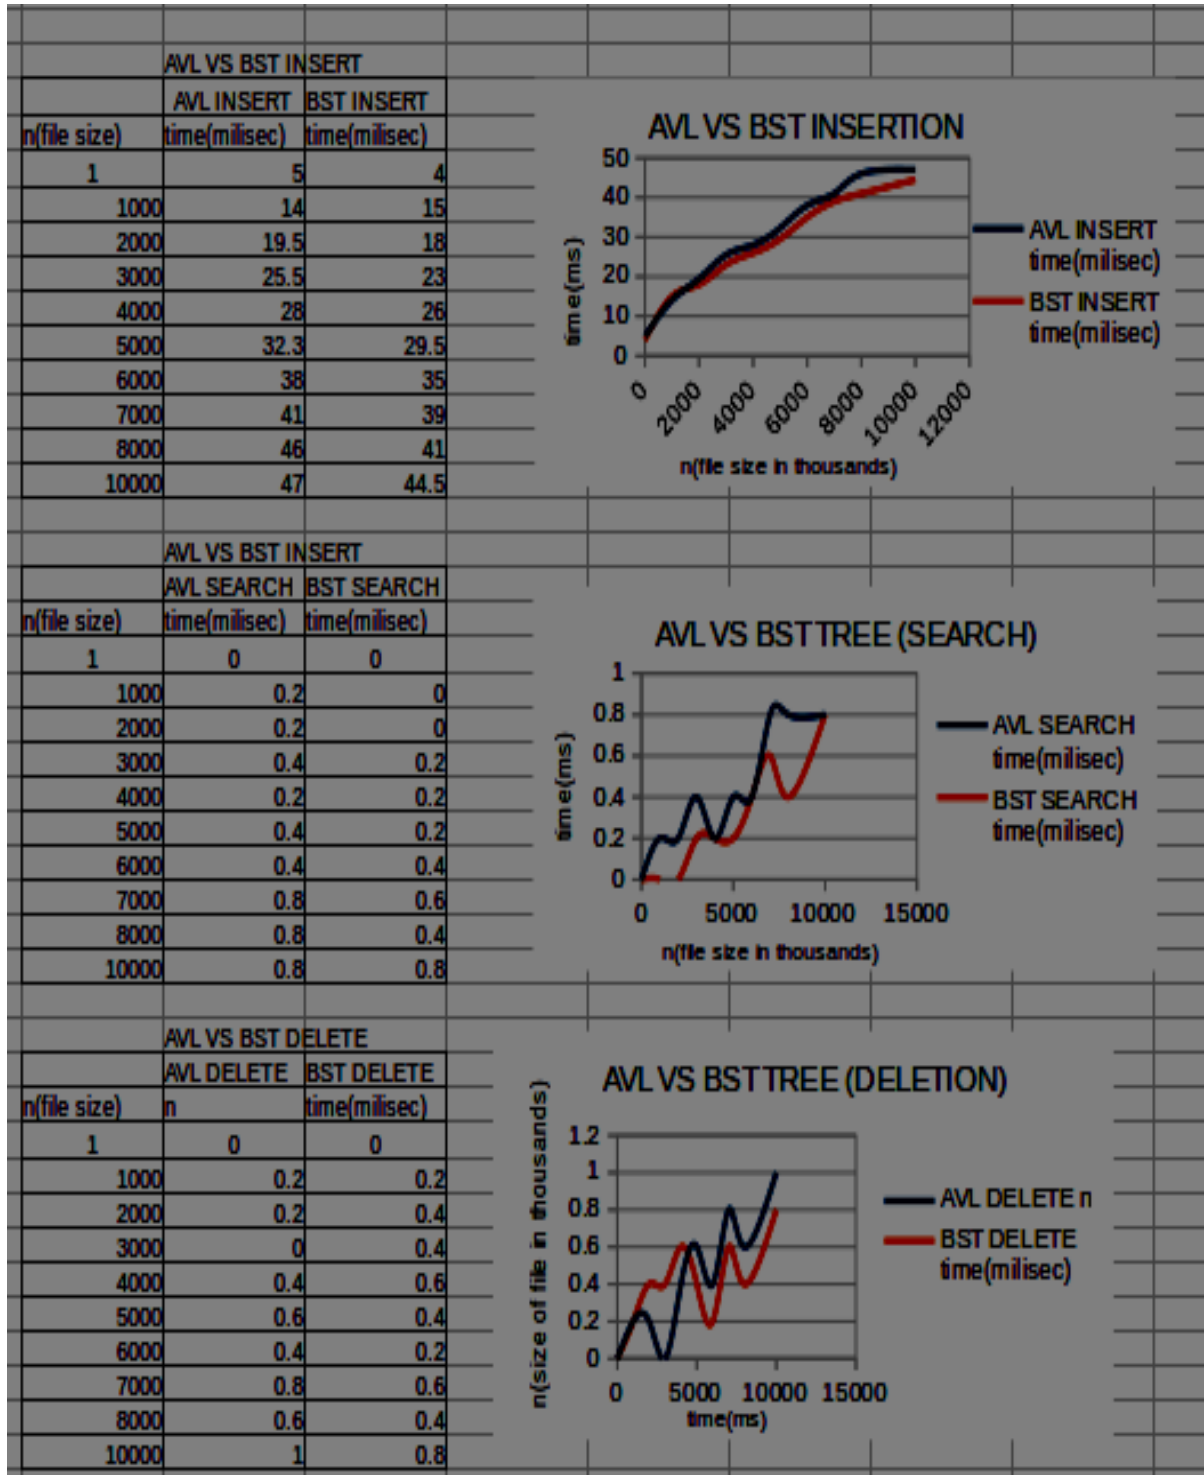 AVL VS BST INSERT
AVL INSERT BST INSERT
n(file size) time(milisec) time(milisec)
1 5 4
1000 14 15
2000 19.5 18
3000 25.5 23
4000 28 26
5000 32.3 29.5
6000 38 35
7000 41 39
8000 46 41
10000 47 44.5
AVL VS BST INSERTION
50
40
30
20
10
0
time(ms)
0 2000 4000 6000 8000 10000 12000
n(file size in thousands)
AVL INSERT
time(milisec)
BST INSERT
time(milisec)
AVL VS BST INSERT
AVL SEARCH BST SEARCH
n(file size) time(milisec) time(milisec)
1 0 0
1000 0.2 0
2000 0.2 0
3000 0.4 0.2
4000 0.2 0.2
5000 0.4 0.2
6000 0.4 0.4
7000 0.8 0.6
8000 0.8 0.4
10000 0.8 0.8
AVL VS BST TREE (SEARCH)
1
0.8
0.6
0.4
0.2
0
time(ms)
0 5000 10000 15000
n(file size in thousands)
AVL SEARCH
time(milisec)
BST SEARCH
time(milisec)
AVL VS BST DELETE
AVL DELETE BST DELETE
n(file size) n time(milisec)
1 0 0
1000 0.2 0.2
2000 0.2 0.4
3000 0 0.4
4000 0.4 0.6
5000 0.6 0.4
6000 0.4 0.2
7000 0.8 0.6
8000 0.6 0.4
10000 1 0.8
AVL VS BST TREE (DELETION)
1.2
1
0.8
0.6
0.4
0.2
0
n(size of file in thousands)
0 5000 10000 15000
time(ms)
AVL DELETE n
BST DELETE
time(milisec)